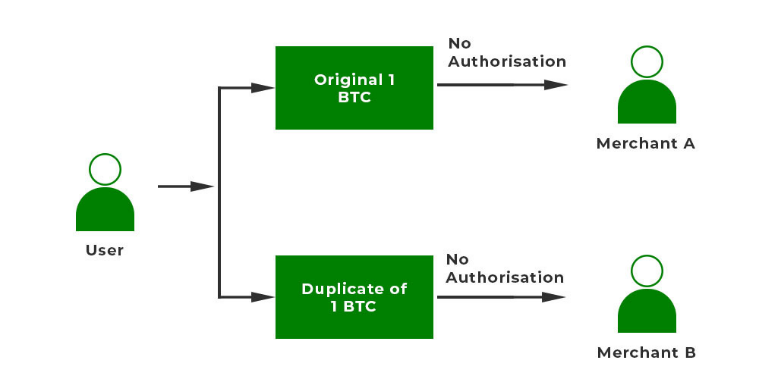 No
Authorisation
Original 1
BTC
Merchant A
User
No
Authorisation
Duplicate of
1 BTC
Merchant B